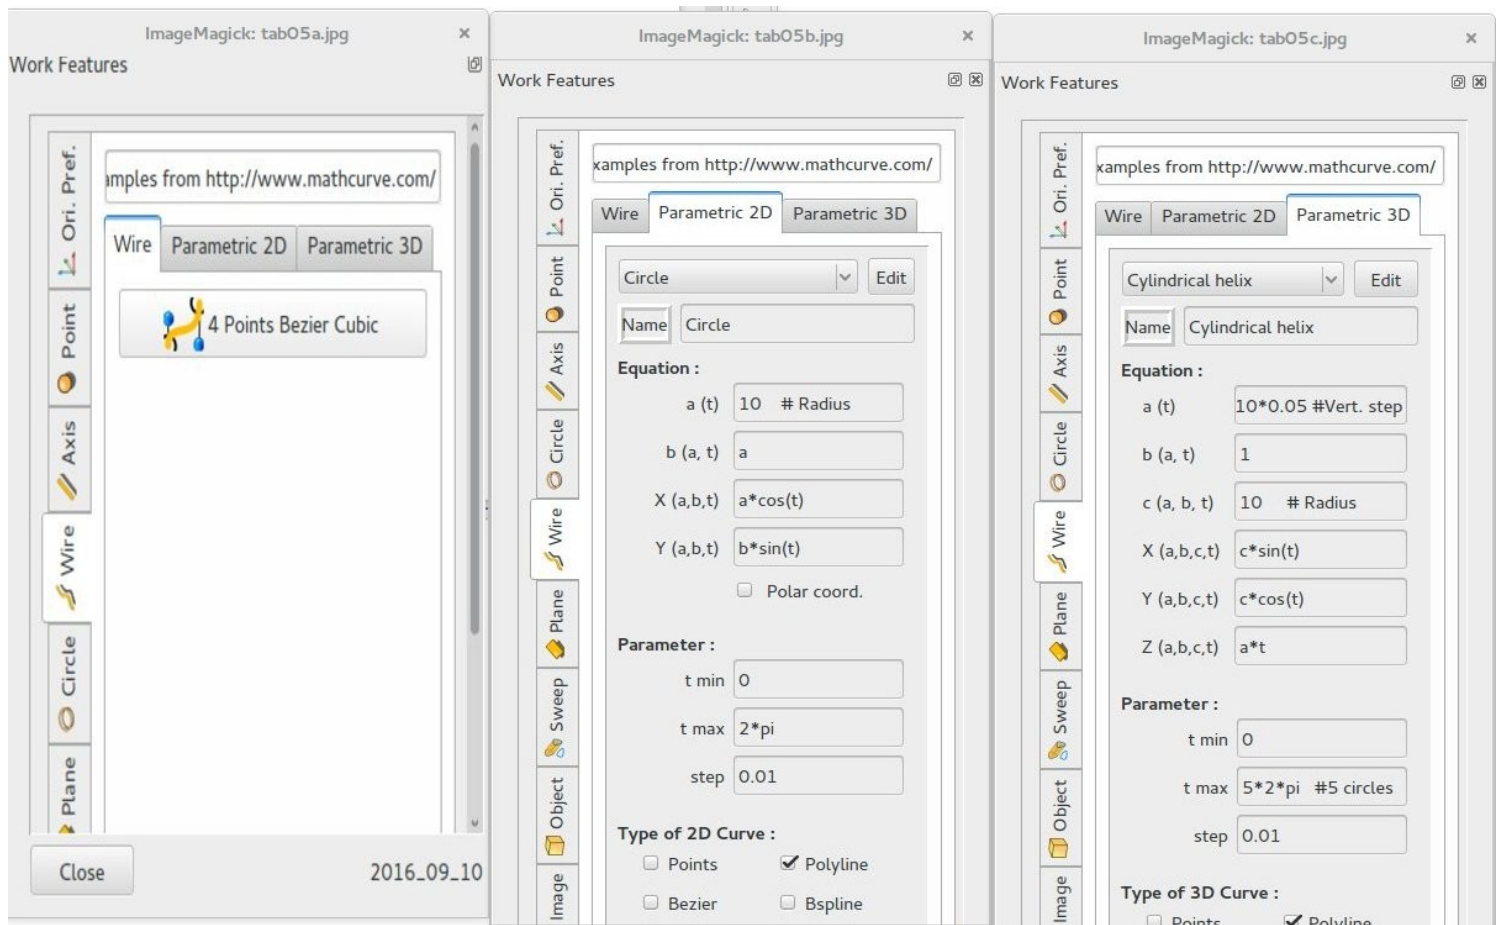 ImageMagick: tab05a.jpg
Work Features
Ori. Pref.
Point
Axis
Wire
Circle
Plane
amples from http://www.mathcurve.com/
Wire
Parametric 2D
Parametric 3D
4 Points Bezier Cubic
Close
2016_09_10
ImageMagick: tab05b.jpg
Work Features
Ori. Pref.
Point
Axis
Circle
Wire
Plane
Sweep
Object
Image
xamples from http://www.mathcurve.com/
Wire
Parametric 2D
Parametric 3D
Circle
Edit
Name
Circle
Equation :
a (t)
10 # Radius
b (a, t)
a
X (a,b,t)
a*cos(t)
Y (a,b,t)
b*sin(t)
Polar coord.
Parameter :
t min
0
t max
2*pi
step
0.01
Type of 2D Curve :
Points
Polyline
Bezier
Bspline
ImageMagick: tab05c.jpg
Work Features
Ori. Pref.
Point
Axis
Circle
Wire
Plane
Sweep
Object
Image
xamples from http://www.mathcurve.com/
Wire
Parametric 2D
Parametric 3D
Cylindrical helix
Edit
Name
Cylindrical helix
Equation :
a (t)
10*0.05 #Vert. step
b (a, t)
1
c (a, b, t)
10 # Radius
X (a,b,c,t)
c*sin(t)
Y (a,b,c,t)
c*cos(t)
Z (a,b,c,t)
a*t
Parameter :
t min
0
t max
5*2*pi #5 circles
step
0.01
Type of 3D Curve :
Points
Polyline